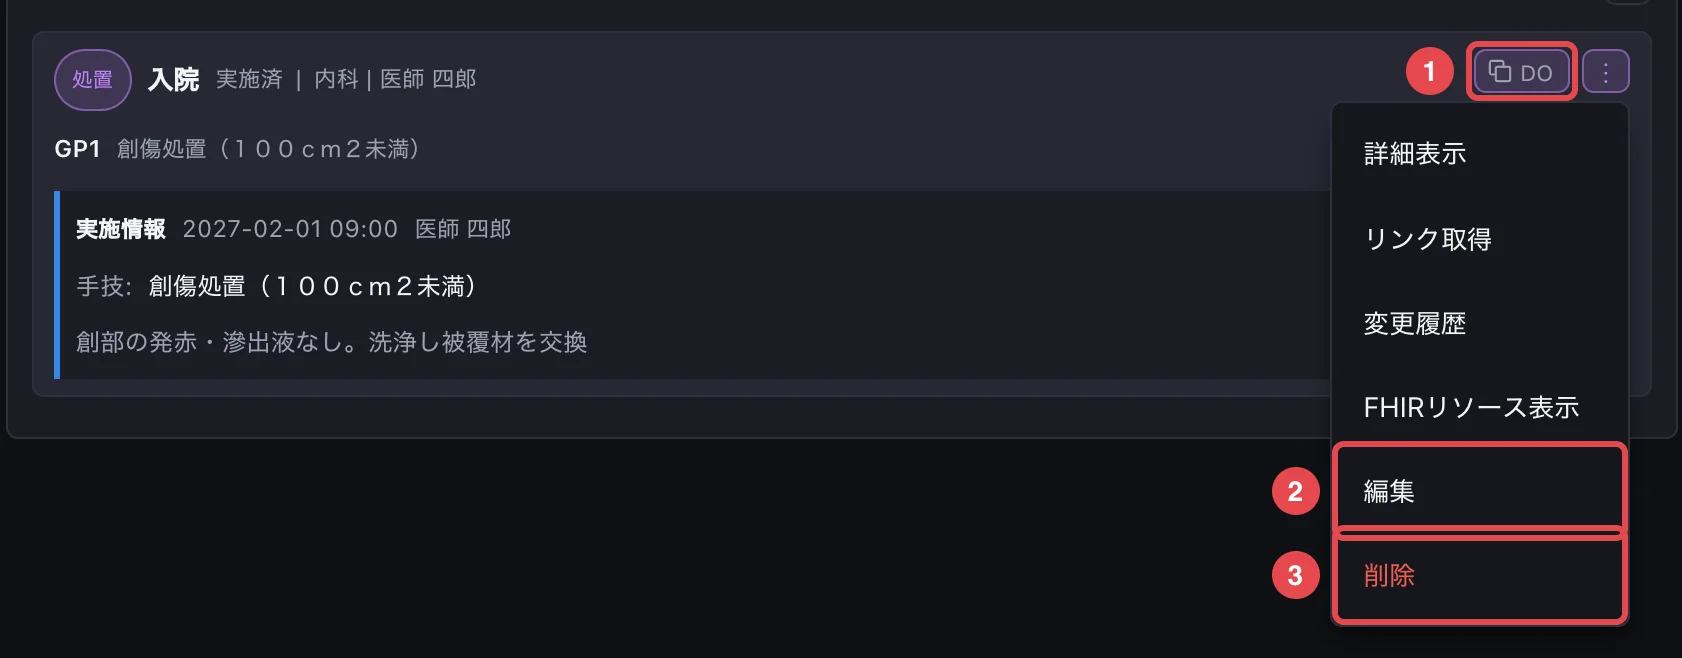 処置 入院 実施済 | 内科 | 医師 四郎 1 DO
GP1 創傷処置（１００ｃｍ２未満）
実施情報 2027-02-01 09:00 医師 四郎
手技: 創傷処置（１００ｃｍ２未満）
創部の発赤・滲出液なし。洗浄し被覆材を交換
詳細表示
リンク取得
変更履歴
FHIRリソース表示
2 編集
3 削除